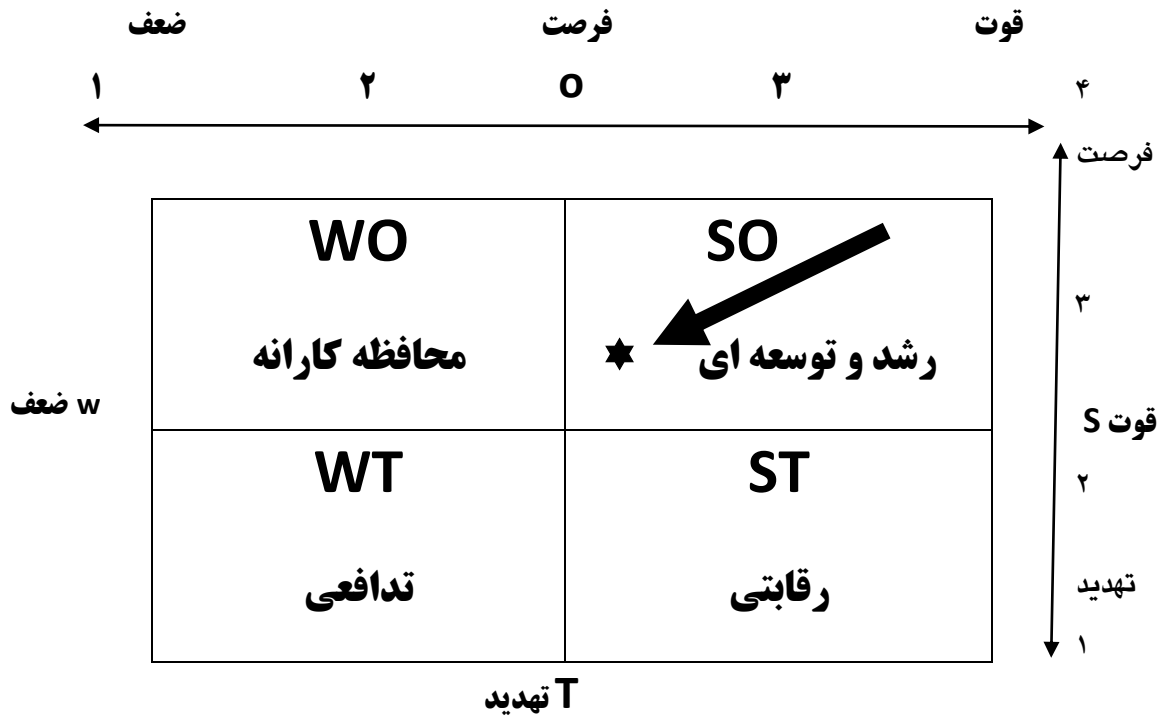 قوت فرصت ضعف
۴ ۳ O ۲ ۱
فرصت
SO WO
۳
رشد و توسعه ای محافظه کارانه
قوت S
w ضعف
ST WT
۲
رقابتی تدافعی
تهدید
۱
T تهدید